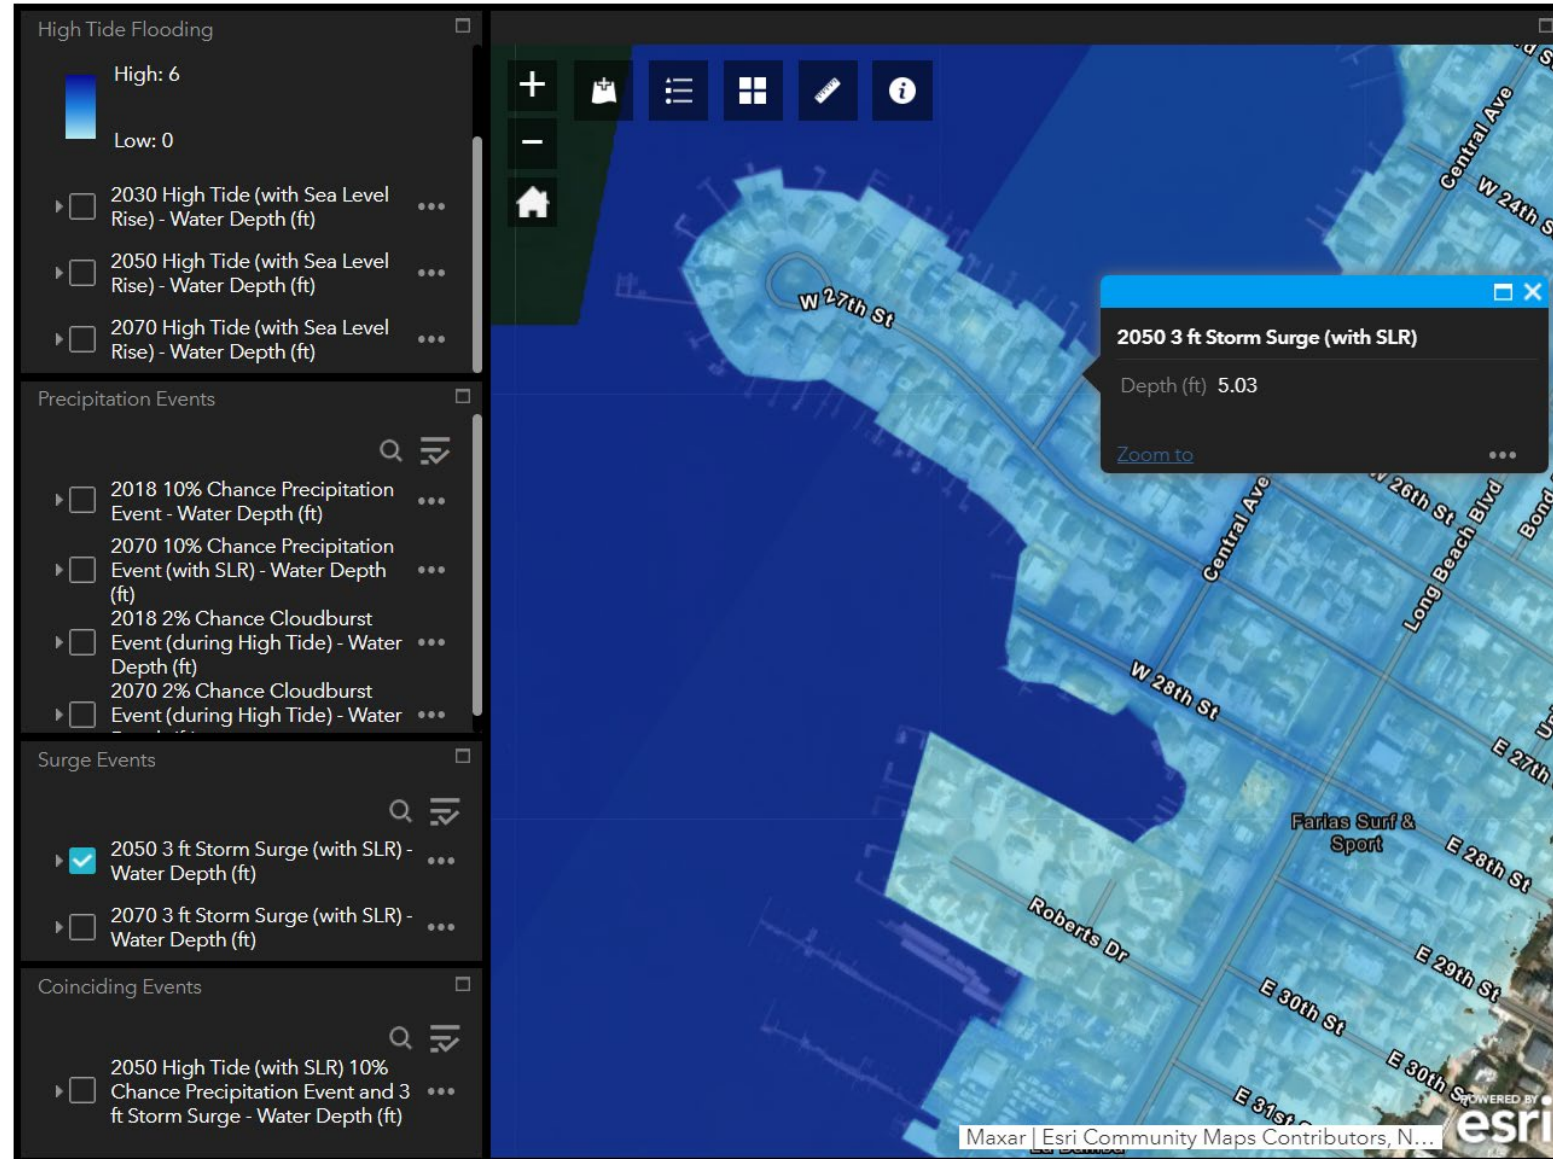 High Tide Flooding
High: 6
Low: 0
2030 High Tide (with Sea Level
Rise) - Water Depth (ft)
2050 High Tide (with Sea Level
Rise) - Water Depth (ft)
2070 High Tide (with Sea Level
Rise) - Water Depth (ft)
Precipitation Events
2018 10% Chance Precipitation
Event - Water Depth (ft)
2070 10% Chance Precipitation
Event (with SLR) - Water Depth
(ft)
2018 2% Chance Cloudburst
Event (during High Tide) - Water
Depth (ft)
2070 2% Chance Cloudburst
Event (during High Tide) - Water
Surge Events
2050 3 ft Storm Surge (with SLR) -
Water Depth (ft)
2070 3 ft Storm Surge (with SLR) -
Water Depth (ft)
Coinciding Events
2050 High Tide (with SLR) 10%
Chance Precipitation Event and 3
ft Storm Surge - Water Depth (ft)
Central Ave
W 24th S
W 27th St
2050 3 ft Storm Surge (with SLR)
Depth (ft) 5.03
Zoom to
W 26th St
Long Beach Blvd
Bond
Central Ave
W 28th St
E 27th
Farias Surf &
Sport
E 28th St
Roberts Dr
E 29th St
E 30th St
E 30th St
E 31st
POWERED BY
esri
Maxar | Esri Community Maps Contributors, N...